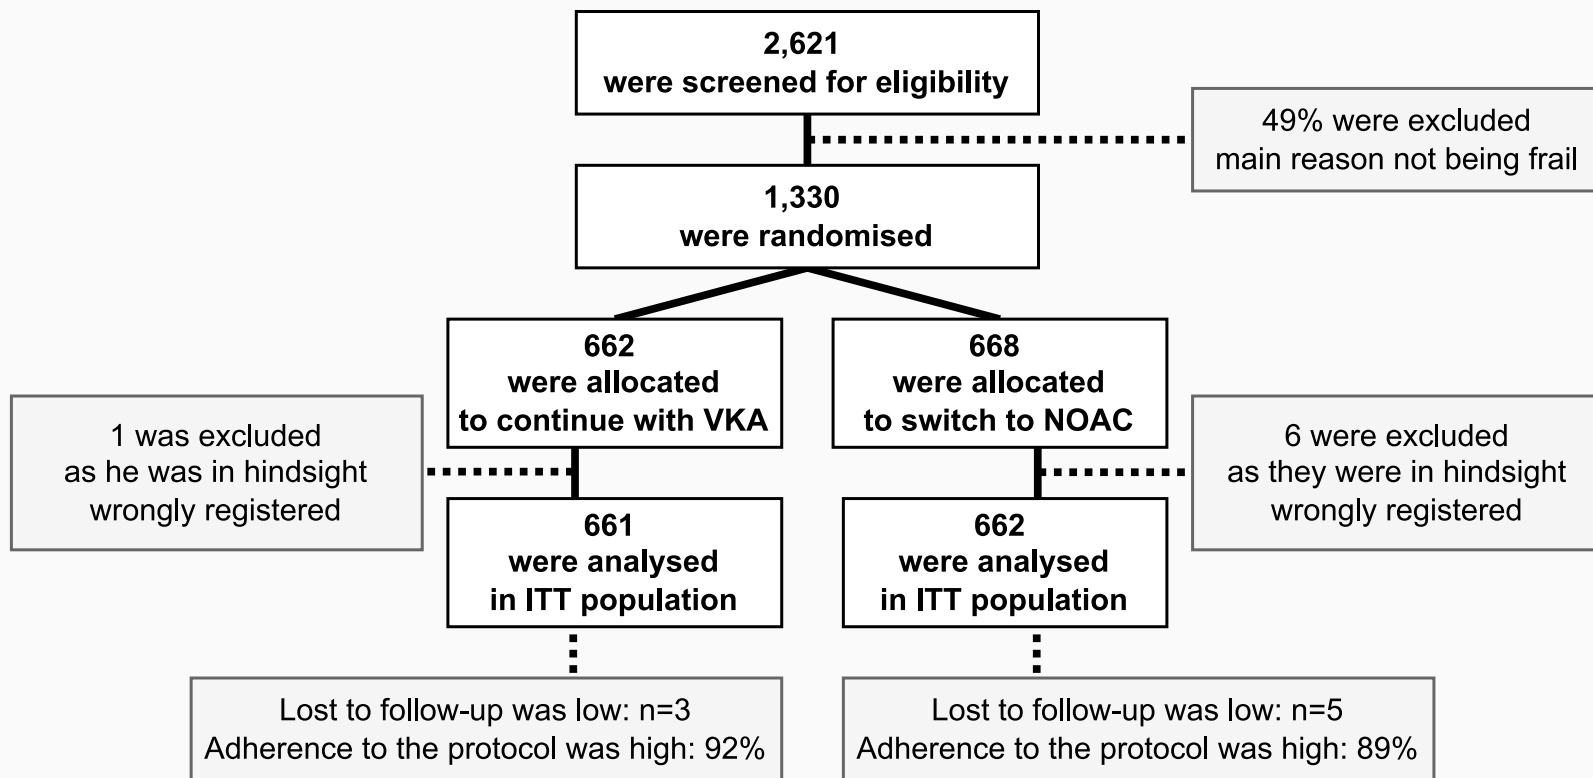 2,621
were screened for eligibility
49% were excluded
main reason not being frail
1,330
were randomised
662
were allocated
to continue with VKA
668
were allocated
to switch to NOAC
1 was excluded
as he was in hindsight
wrongly registered
6 were excluded
as they were in hindsight
wrongly registered
661
were analysed
in ITT population
662
were analysed
in ITT population
Lost to follow-up was low: n=3
Adherence to the protocol was high: 92%
Lost to follow-up was low: n=5
Adherence to the protocol was high: 89%